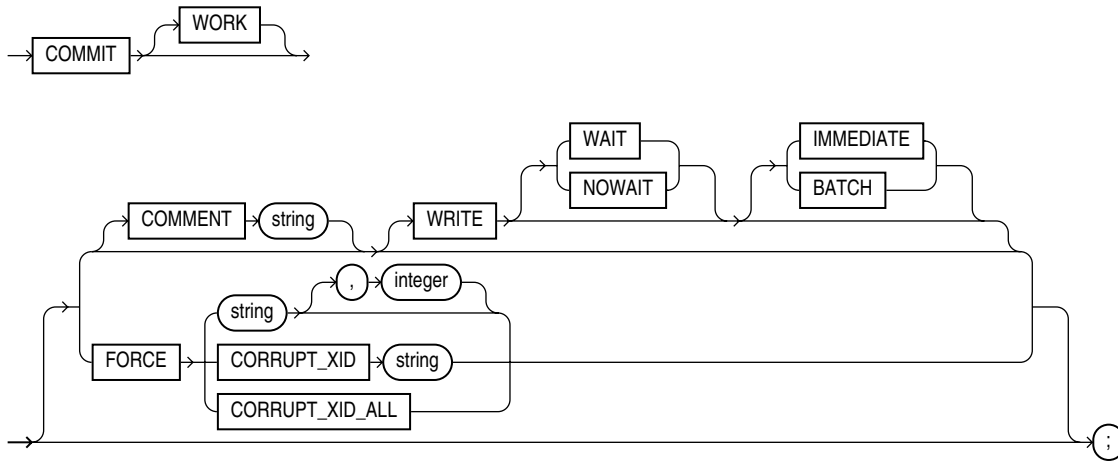 WORK
COMMIT
WAIT IMMEDIATE
NOWAIT BATCH
COMMENT string WRITE
, integer
string
FORCE CORRUPT_XID string
CORRUPT_XID_ALL
;